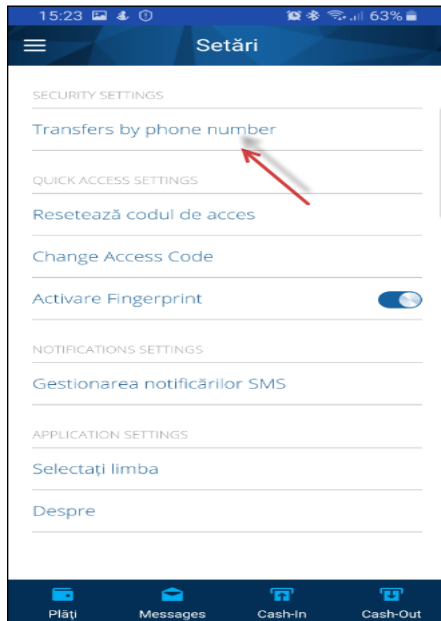 15:23 63%
Setări
SECURITY SETTINGS
Transfers by phone number
QUICK ACCESS SETTINGS
Resetează codul de acces
Change Access Code
Activare Fingerprint
NOTIFICATIONS SETTINGS
Gestionarea notificărilor SMS
APPLICATION SETTINGS
Selectați limba
Despre
Plăți Messages Cash-In Cash-Out